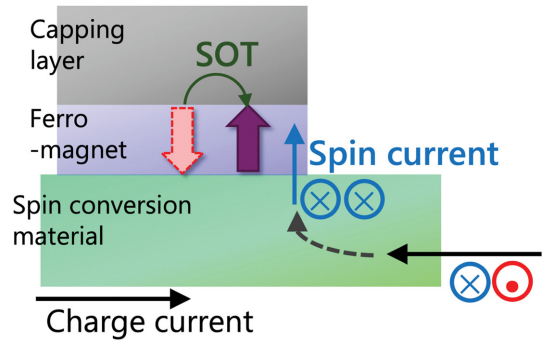 Capping
layer
SOT
Ferro
-magnet
Spin current
Spin conversion
material
Charge current